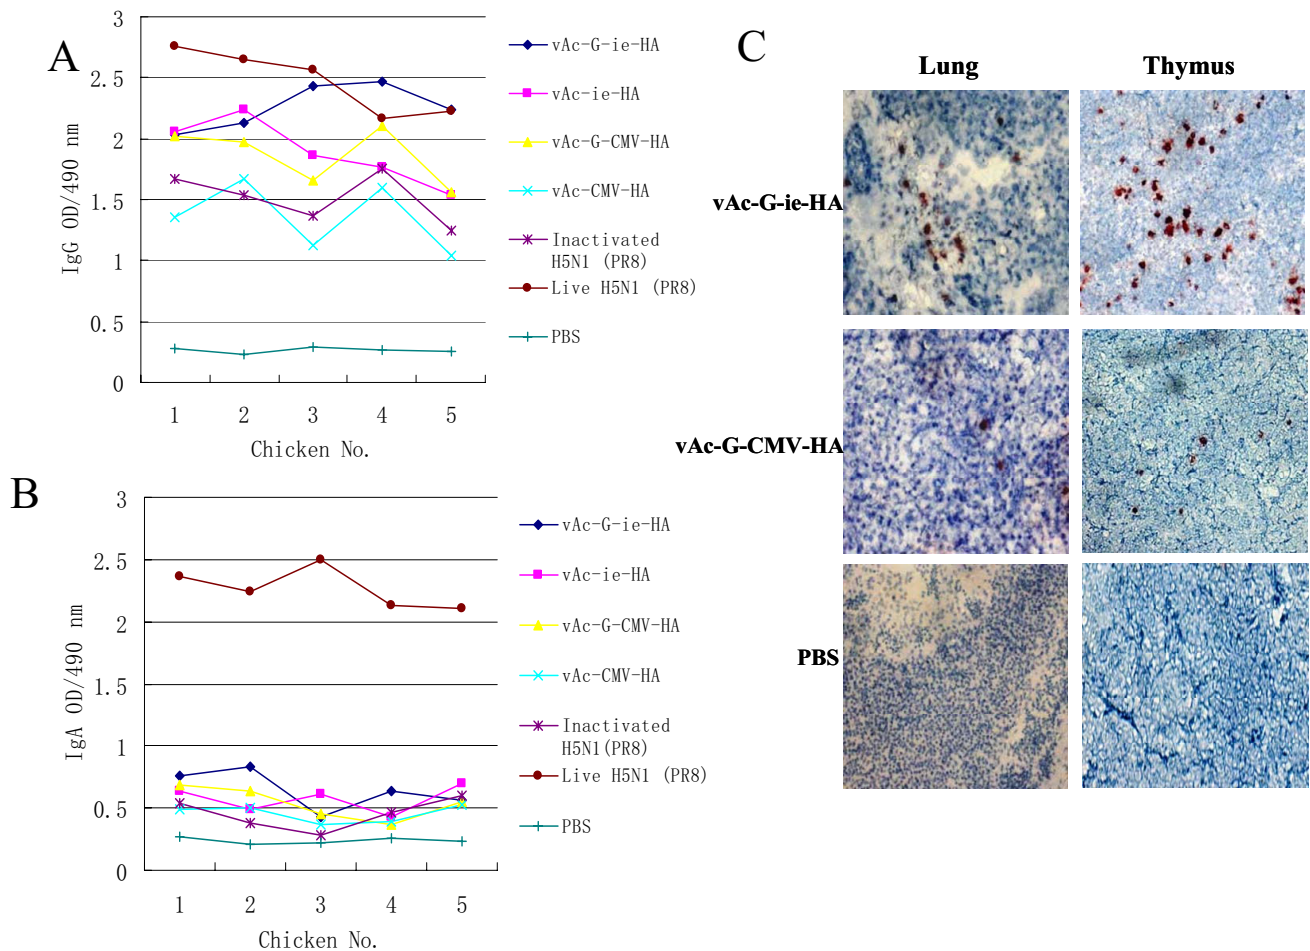 A
3
2.5
2
1.5
1
0.5
0
IgG OD/490 nm
1 2 3 4 5
Chicken No.
vAc-G-ie-HA
vAc-ie-HA
vAc-G-CMV-HA
vAc-CMV-HA
Inactivated
H5N1 (PR8)
Live H5N1 (PR8)
PBS
B
3
2.5
2
1.5
1
0.5
0
IgA OD/490 nm
1 2 3 4 5
Chicken No.
vAc-G-ie-HA
vAc-ie-HA
vAc-G-CMV-HA
vAc-CMV-HA
Inactivated
H5N1(PR8)
Live H5N1 (PR8)
PBS
C
Lung Thymus
vAc-G-ie-HA
vAc-G-CMV-HA
PBS